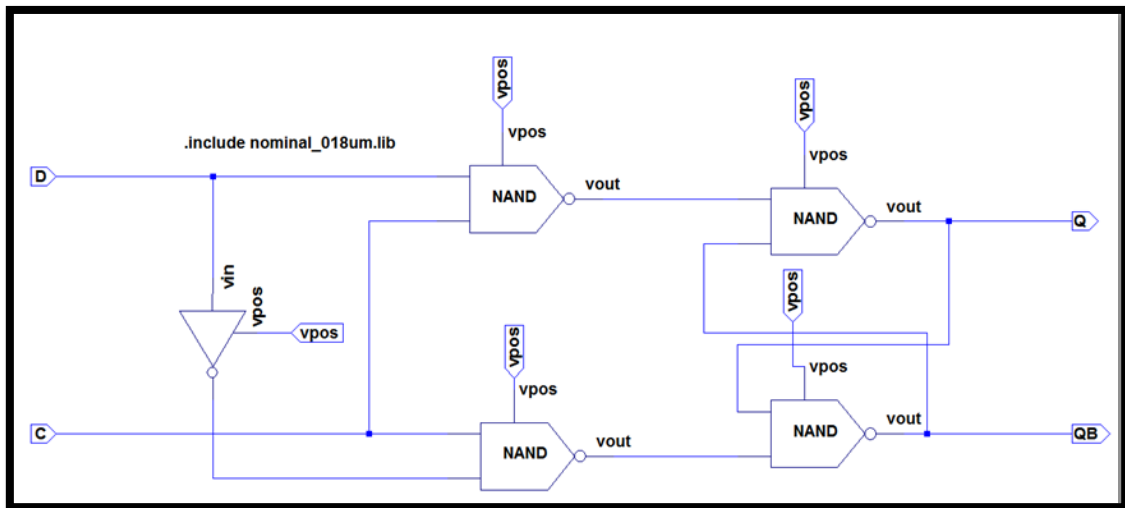 vpos
vpos
vpos
vpos
.include nominal_018um.lib
D
NAND
vout
NAND
vout
Q
vin
vpos
vpos
vpos
vpos
vpos
vpos
C
NAND
vout
NAND
vout
QB